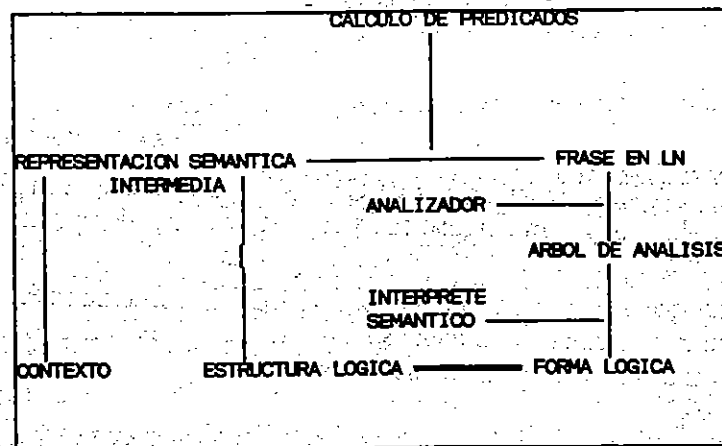 CALCULO DE PREDICADOS
REPRESENTACION SEMANTICA
INTERMEDIA
FRASE EN LN
ANALIZADOR
ARBOL DE ANALISIS
INTERPRETE
SEMANTICO
CONTEXTO
ESTRUCTURA LOGICA
FORMA LOGICA